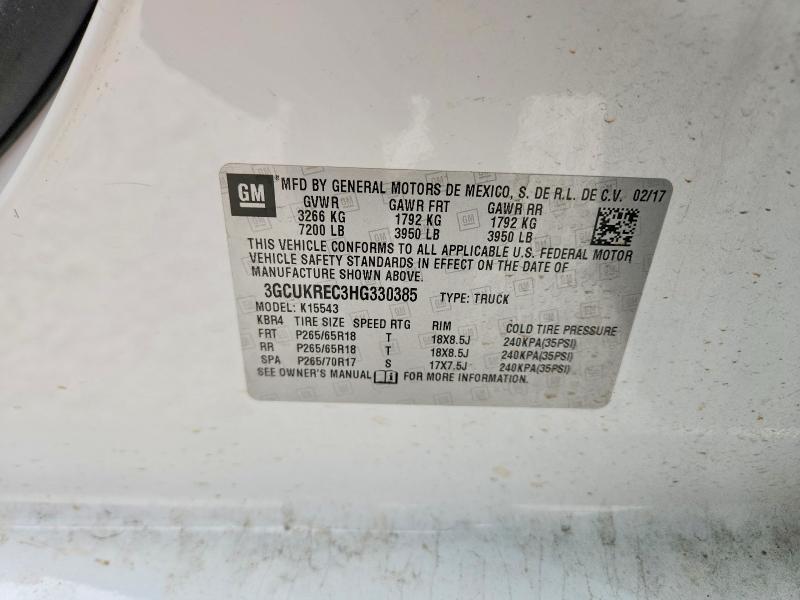 GM ® MFD BY GENERAL MOTORS DE MEXICO, S. DE R.L. DE C.V. 02/17
GVWR GAWR FRT GAWR RR
3266 KG 1792 KG 1792 KG
7200 LB 3950 LB 3950 LB
THIS VEHICLE CONFORMS TO ALL APPLICABLE U.S. FEDERAL MOTOR
VEHICLE SAFETY STANDARDS IN EFFECT ON THE DATE OF
MANUFACTURE SHOWN ABOVE.
3GCUKREC3HG330385 TYPE: TRUCK
MODEL: K15543
KBR4 TIRE SIZE SPEED RTG RIM COLD TIRE PRESSURE
FRT P265/65R18 T 18X8.5J 240KPA(35PSI)
RR P265/65R18 T 18X8.5J 240KPA(35PSI)
SPA P265/70R17 S 17X7.5J 240KPA(35PSI)
SEE OWNER'S MANUAL FOR MORE INFORMATION.